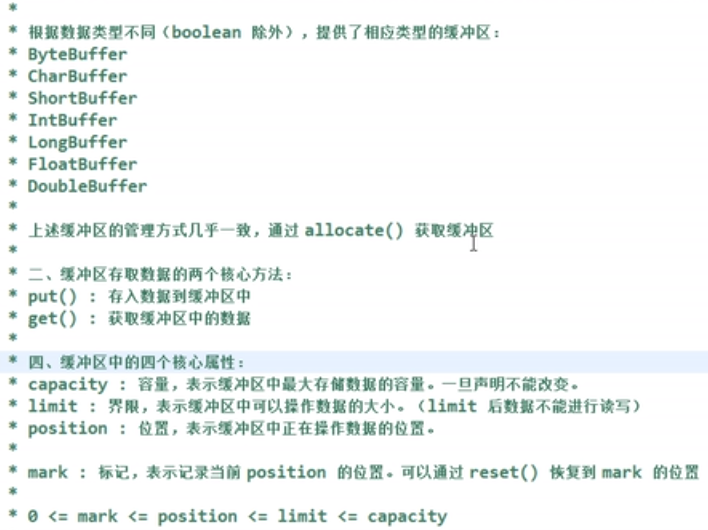 *
* 根据数据类型不同（boolean 除外），提供了相应类型的缓冲区：
* ByteBuffer
* CharBuffer
* ShortBuffer
* IntBuffer
* LongBuffer
* FloatBuffer
* DoubleBuffer
*
* 上述缓冲区的管理方式几乎一致，通过 allocate() 获取缓冲区
*
* 二、缓冲区存取数据的两个核心方法：
* put() : 存入数据到缓冲区中
* get() : 获取缓冲区中的数据
*
* 四、缓冲区中的四个核心属性：
* capacity : 容量，表示缓冲区中最大存储数据的容量。一旦声明不能改变。
* limit : 界限，表示缓冲区中可以操作数据的大小。（limit 后数据不能进行读写）
* position : 位置，表示缓冲区中正在操作数据的位置。
*
* mark : 标记，表示记录当前 position 的位置。可以通过 reset() 恢复到 mark 的位置
*
* 0 <= mark <= position <= limit <= capacity